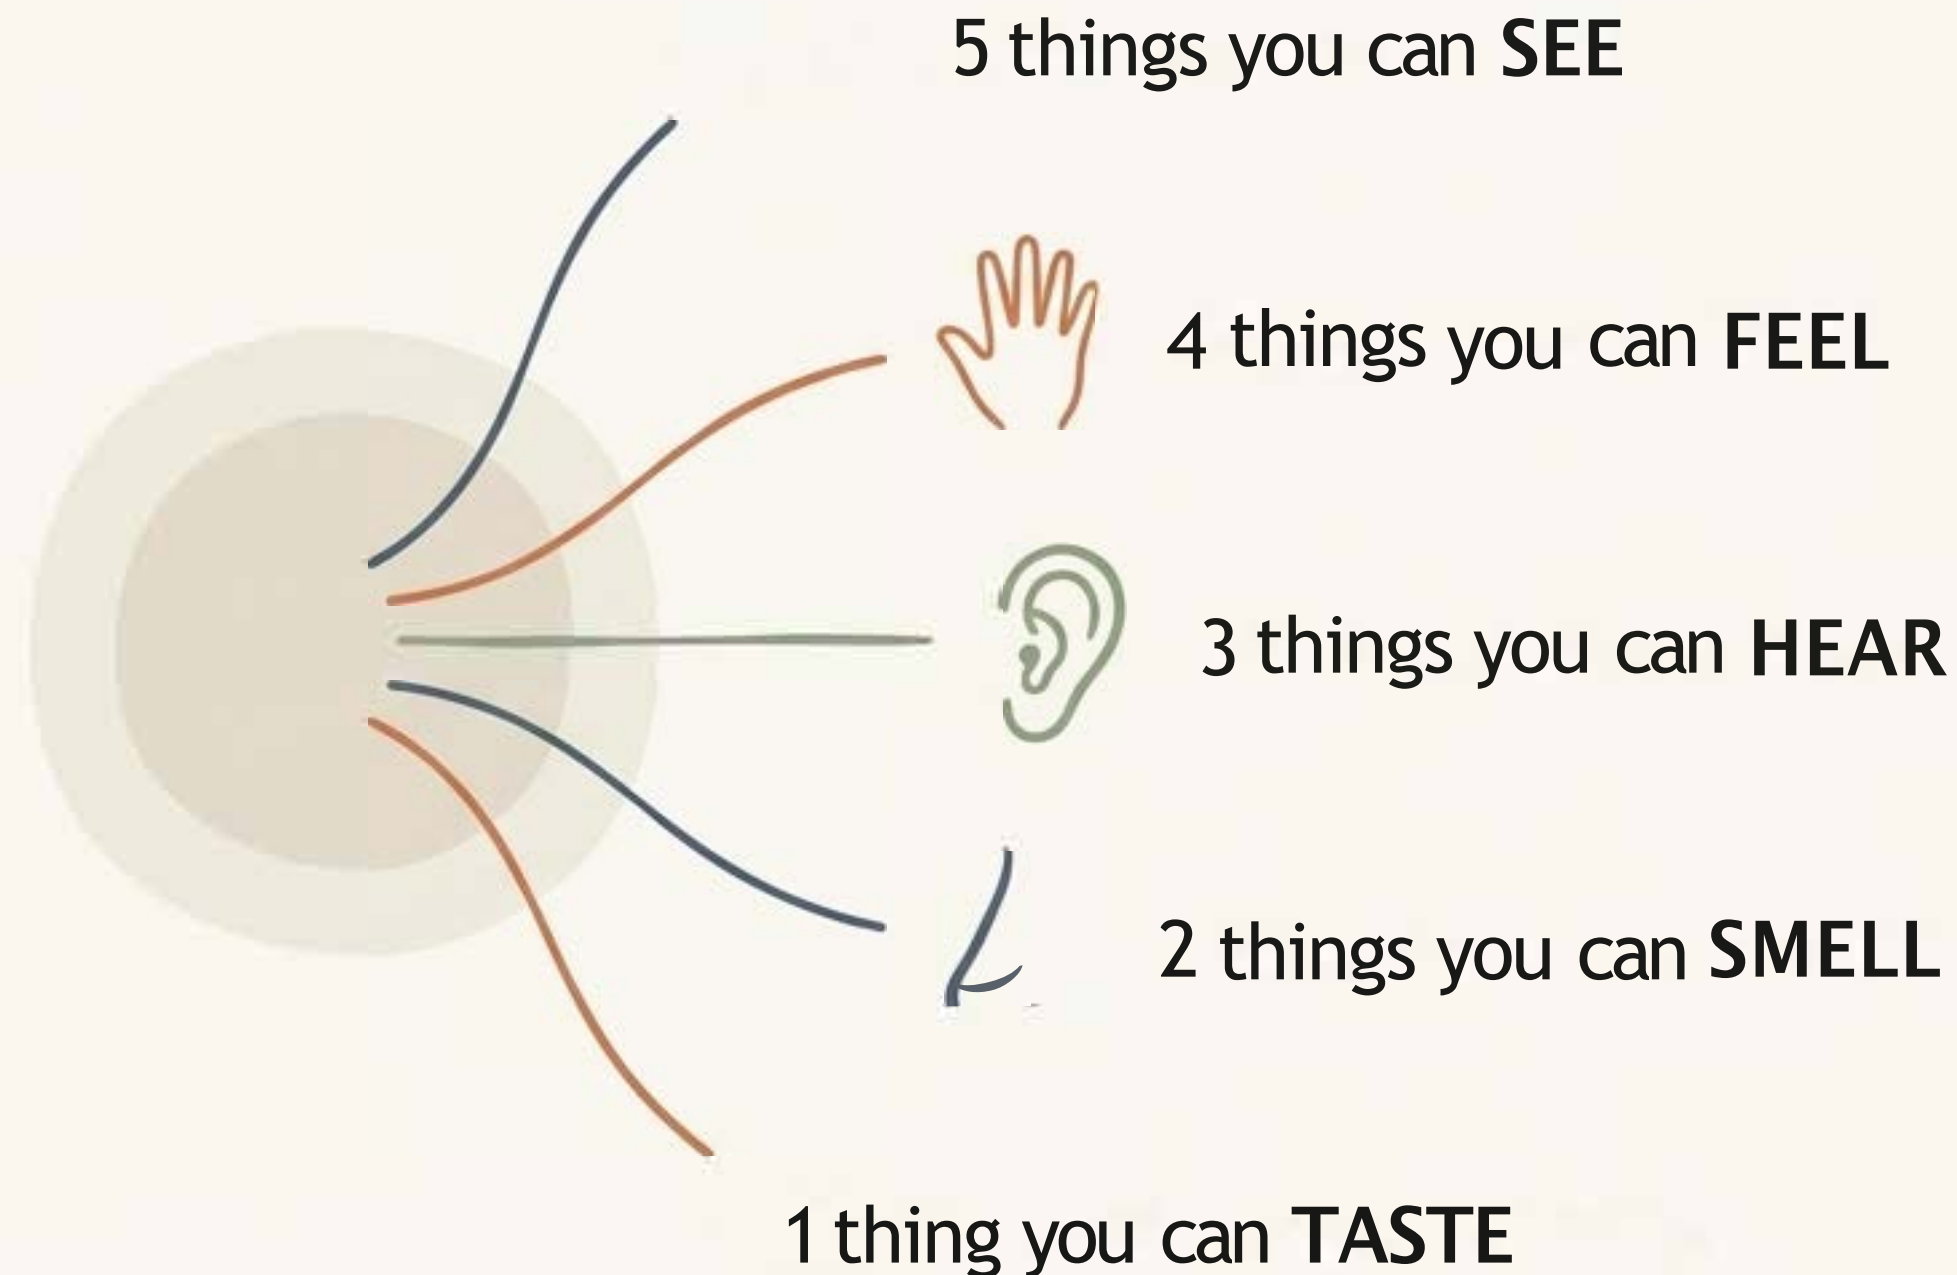 5 things you can SEE
4 things you can FEEL
3 things you can HEAR
2 things you can SMELL
1 thing you can TASTE